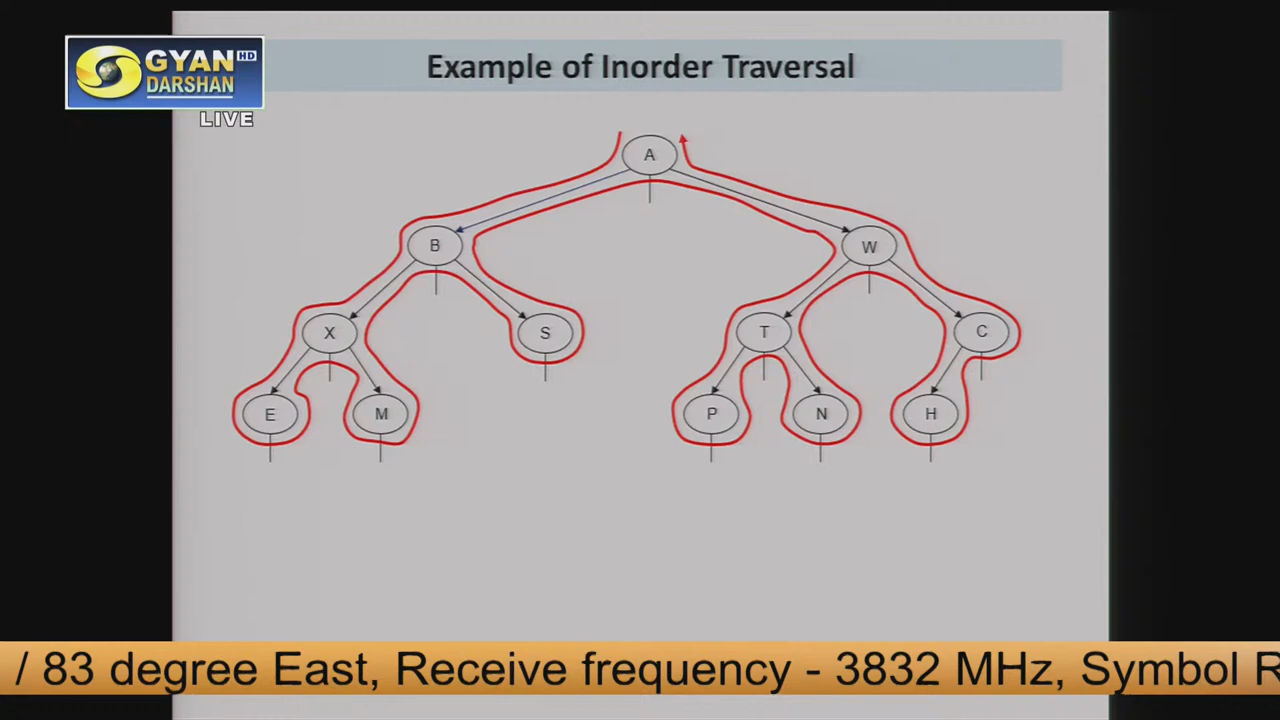 GYAN HD
DARSHAN
LIVE
Example of Inorder Traversal
A
B
W
X
S
T
C
E
M
P
N
H
/ 83 degree East, Receive frequency - 3832 MHz, Symbol R